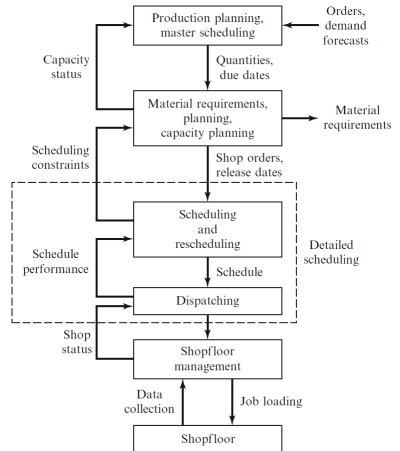 Production planning,
master scheduling
Orders,
demand
forecasts
Capacity
status
Quantities,
due dates
Material requirements,
planning,
capacity planning
Material
requirements
Scheduling
constraints
Shop orders,
release dates
Scheduling
and
rescheduling
Detailed
scheduling
Schedule
performance
Schedule
Dispatching
Shop
status
Shopfloor
management
Data
collection
Job loading
Shopfloor